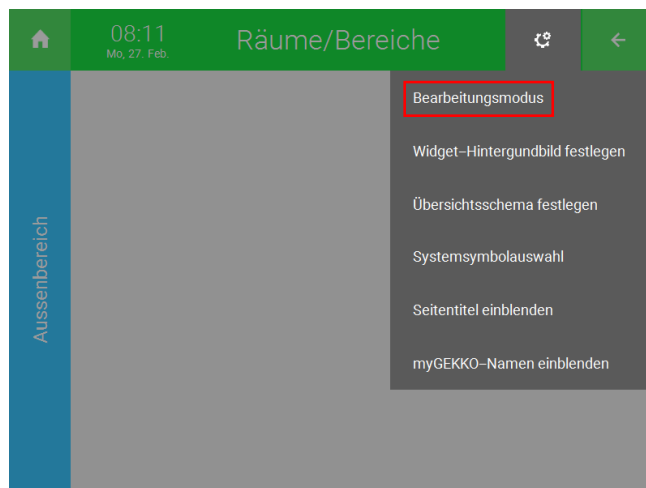 08:11
Mo, 27. Feb.
Räume/Bereiche
Aussenbereich
Bearbeitungsmodus
Widget–Hintergundbild festlegen
Übersichtsschema festlegen
Systemsymbolauswahl
Seitentitel einblenden
myGEKKO–Namen einblenden